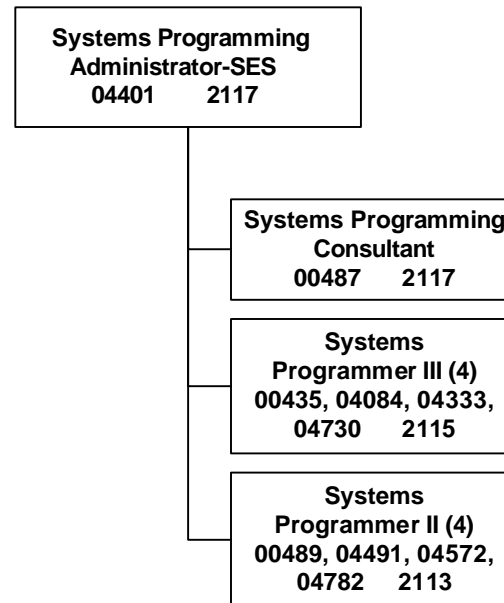 Systems Programming
Administrator-SES
04401 2117
Systems Programming
Consultant
00487 2117
Systems
Programmer III (4)
00435, 04084, 04333,
04730 2115
Systems
Programmer II (4)
00489, 04491, 04572,
04782 2113